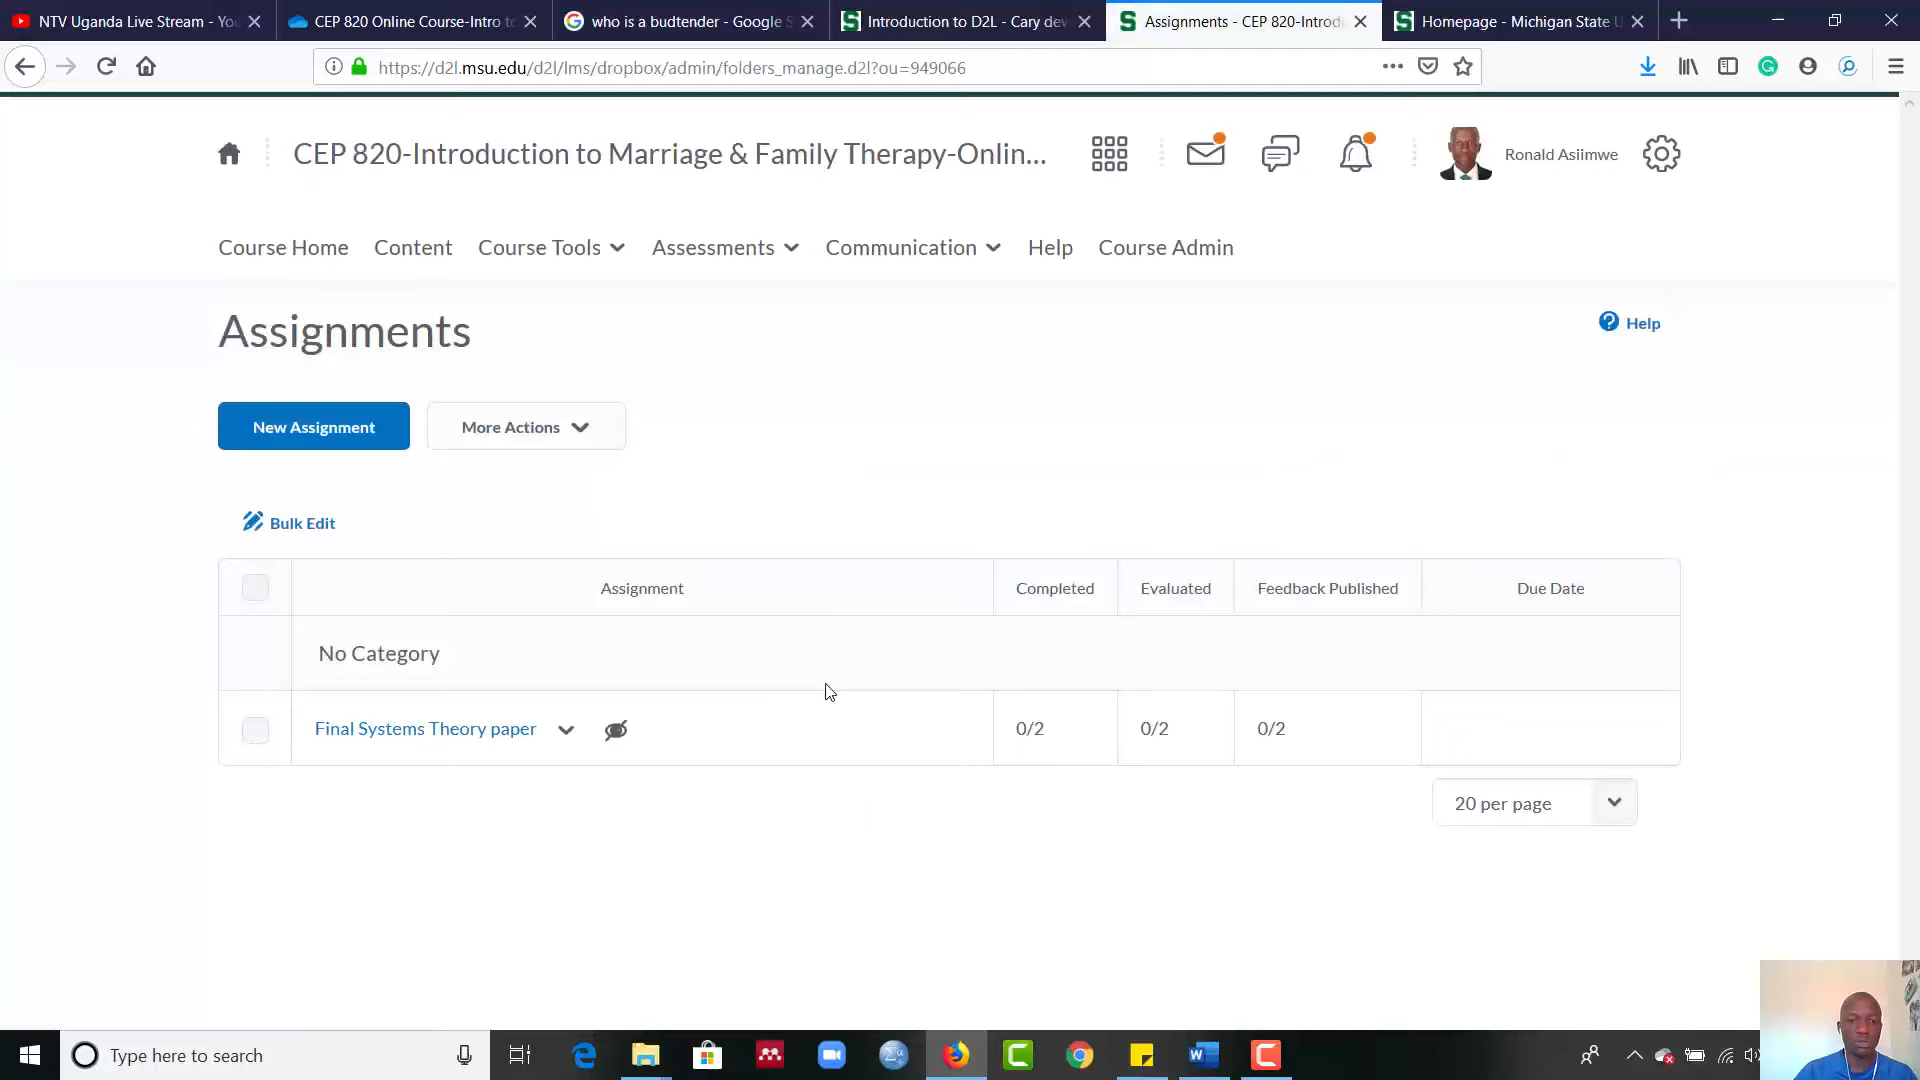 NTV Uganda Live Stream - Yo
CEP 820 Online Course-Intro to
who is a budtender - Google S
Introduction to D2L - Cary dev
Assignments - CEP 820-Introdu
Homepage - Michigan State U
https://d2l.msu.edu/d2l/lms/dropbox/admin/folders_manage.d2l?ou=949066
CEP 820-Introduction to Marriage & Family Therapy-Onlin...
Ronald Asiimwe
Course Home Content Course Tools Assessments Communication Help Course Admin
Assignments
Help
New Assignment More Actions
Bulk Edit
Assignment Completed Evaluated Feedback Published Due Date
No Category
Final Systems Theory paper 0/2 0/2 0/2
20 per page
Type here to search